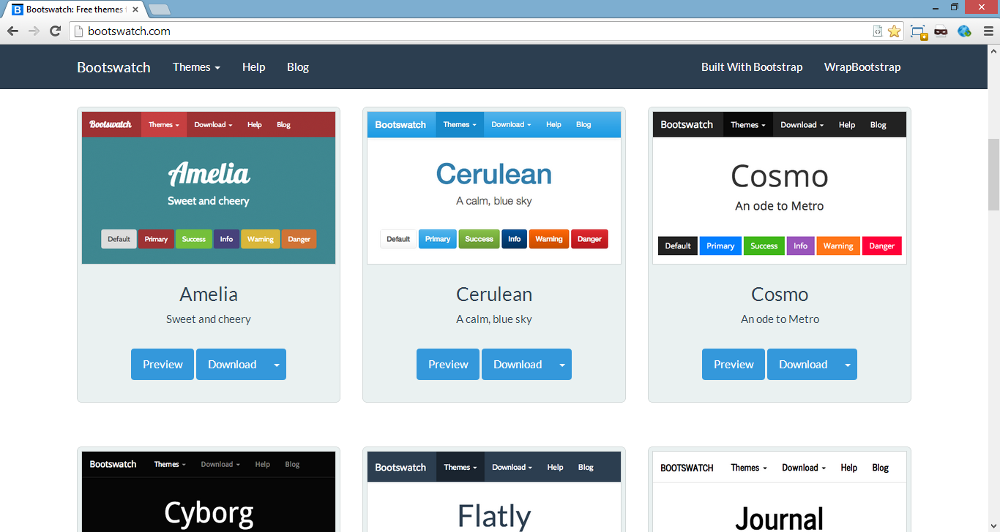 Bootswatch: Free themes f
bootswatch.com
Bootswatch Themes Help Blog Built With Bootstrap WrapBootstrap
Bootswatch Themes Download Help Blog
Amelia
Sweet and cheery
Default Primary Success Info Warning Danger
Amelia
Sweet and cheery
Preview Download
Bootswatch Themes Download Help Blog
Cerulean
A calm, blue sky
Default Primary Success Info Warning Danger
Cerulean
A calm, blue sky
Preview Download
Bootswatch Themes Download Help Blog
Cosmo
An ode to Metro
Default Primary Success Info Warning Danger
Cosmo
An ode to Metro
Preview Download
Bootswatch Themes Download Help Blog
Cyborg
Bootswatch Themes Download Help Blog
Flatly
BOOTSWATCH Themes Download Help Blog
Journal